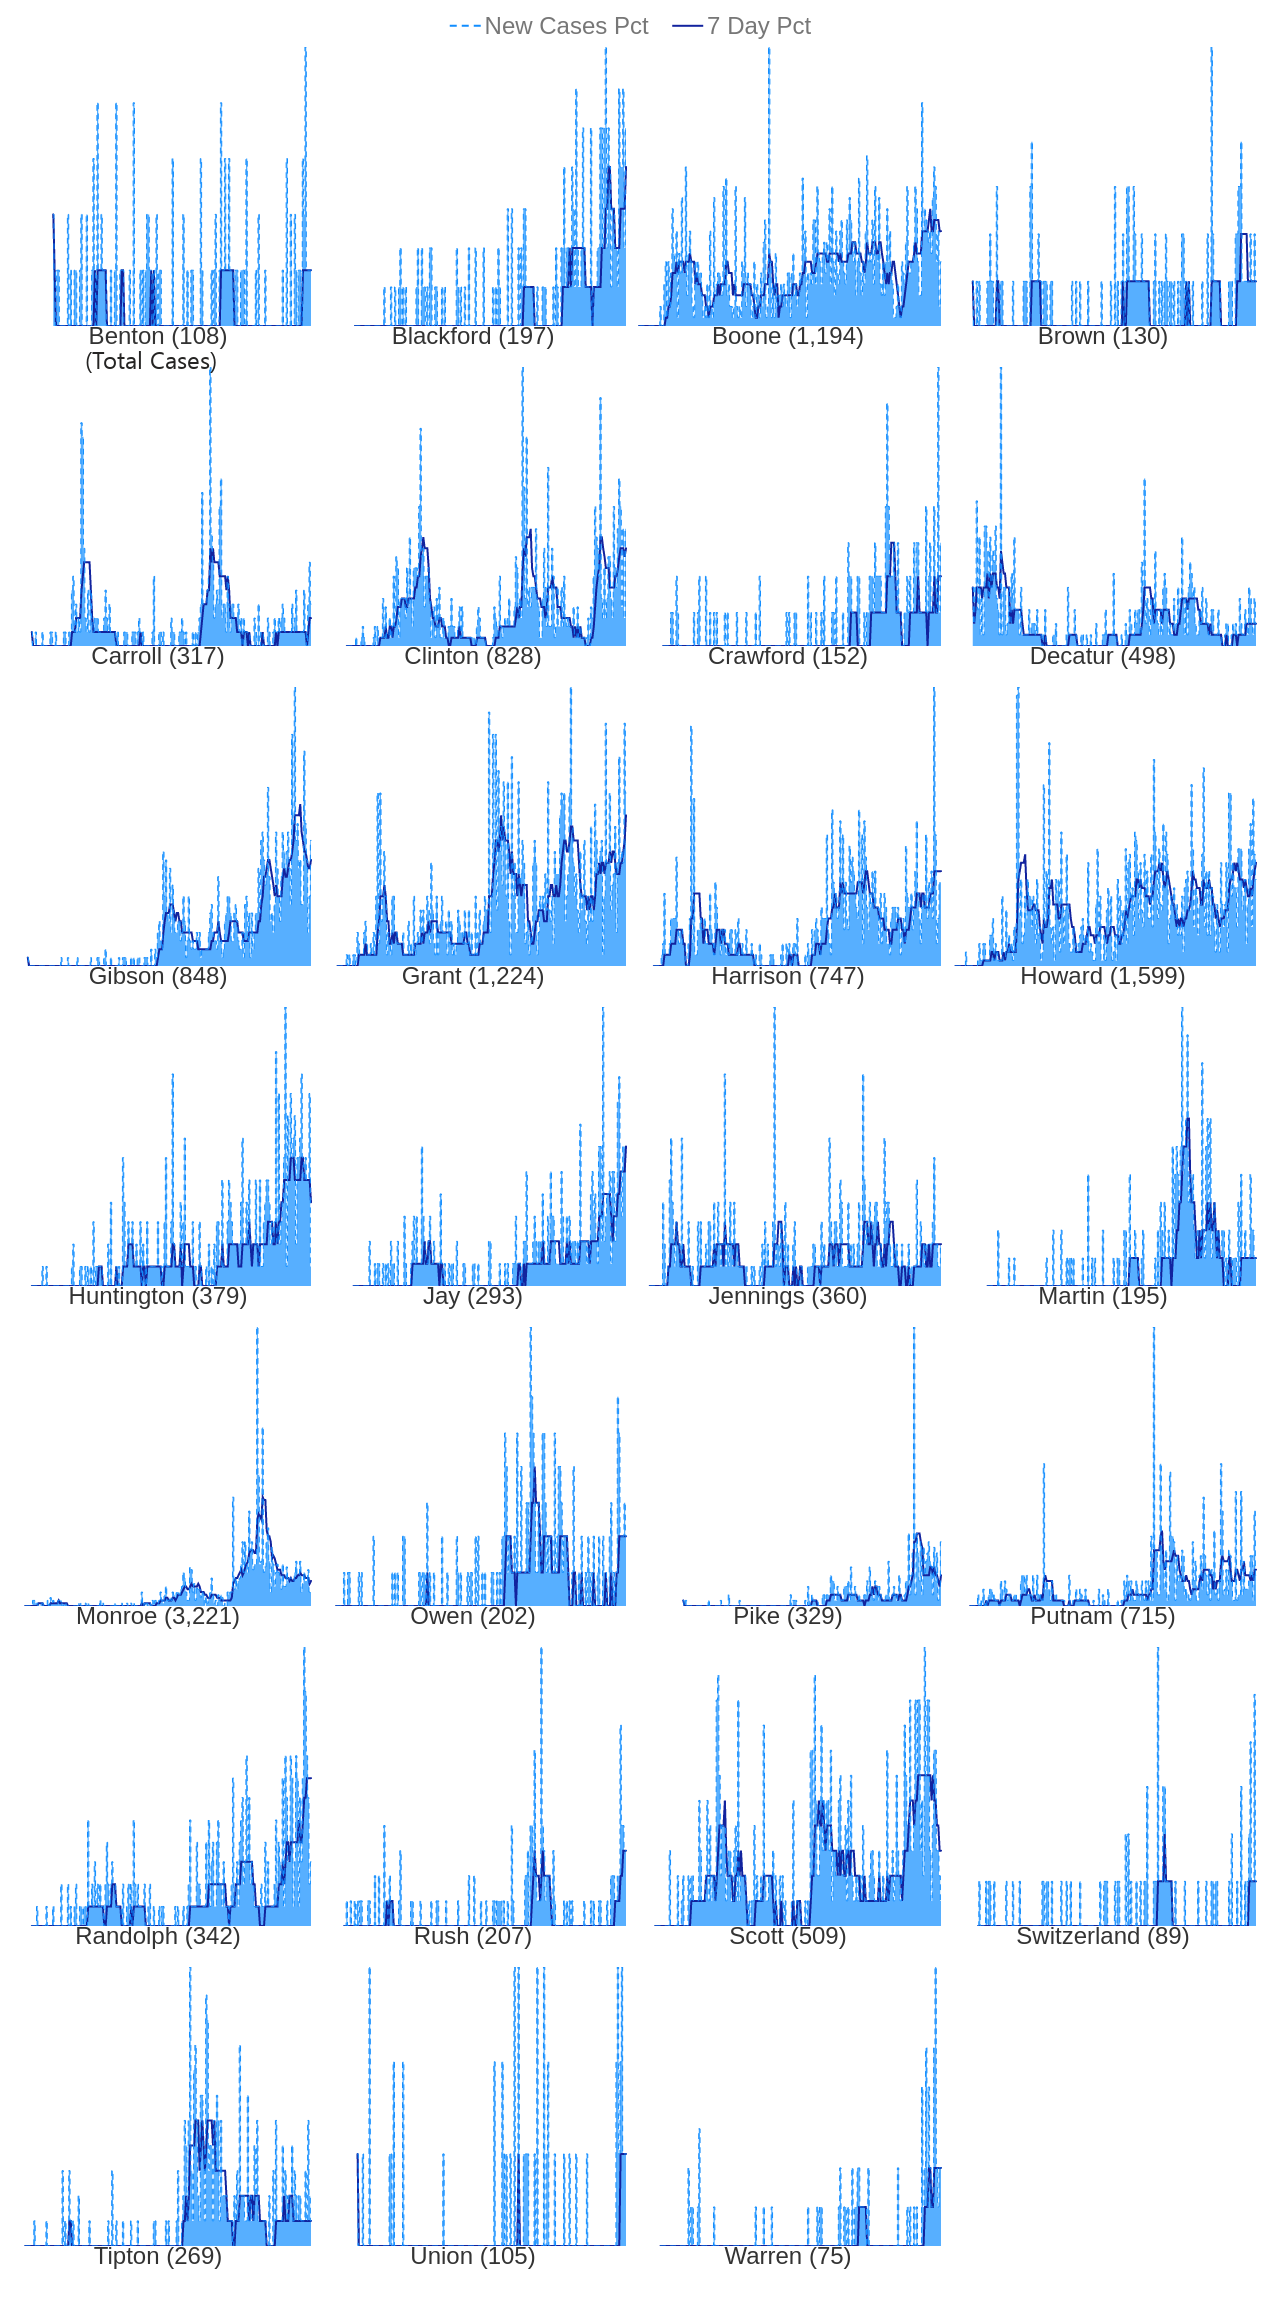 New Cases Pct 7 Day Pct
Benton (108) Blackford (197) Boone (1,194) Brown (130)
(Total Cases)
Carroll (317) Clinton (828) Crawford (152) Decatur (498)
Gibson (848) Grant (1,224) Harrison (747) Howard (1,599)
Huntington (379) Jay (293) Jennings (360) Martin (195)
Monroe (3,221) Owen (202) Pike (329) Putnam (715)
Randolph (342) Rush (207) Scott (509) Switzerland (89)
Tipton (269) Union (105) Warren (75)